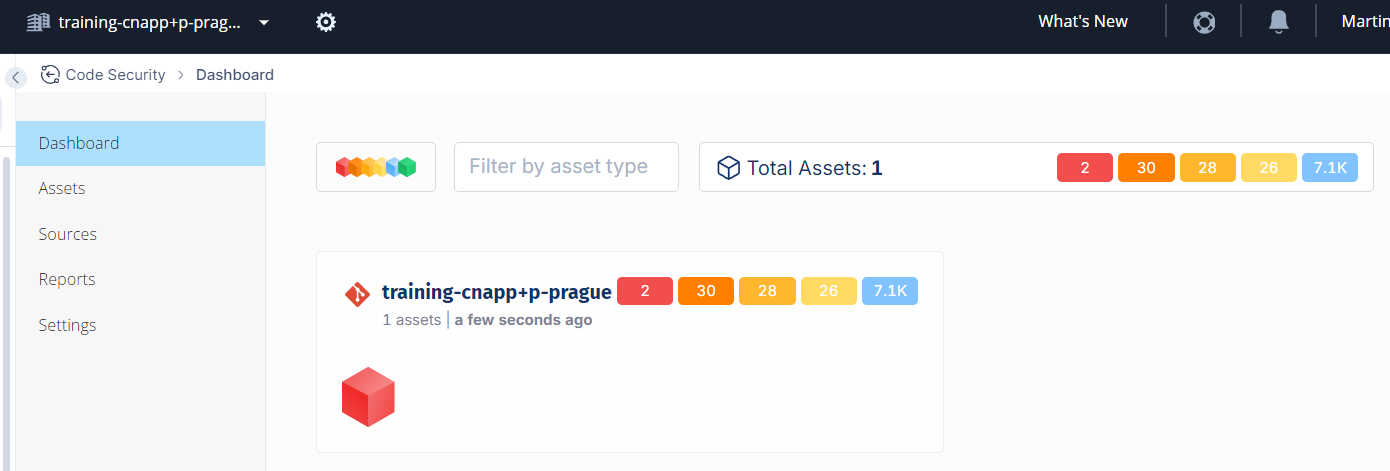 training-cnapp+p-prag...
What's New
Martin
Code Security > Dashboard
Dashboard
Assets
Sources
Reports
Settings
Filter by asset type
Total Assets: 1
2 30 28 26 7.1K
training-cnapp+p-prague 2 30 28 26 7.1K
1 assets | a few seconds ago